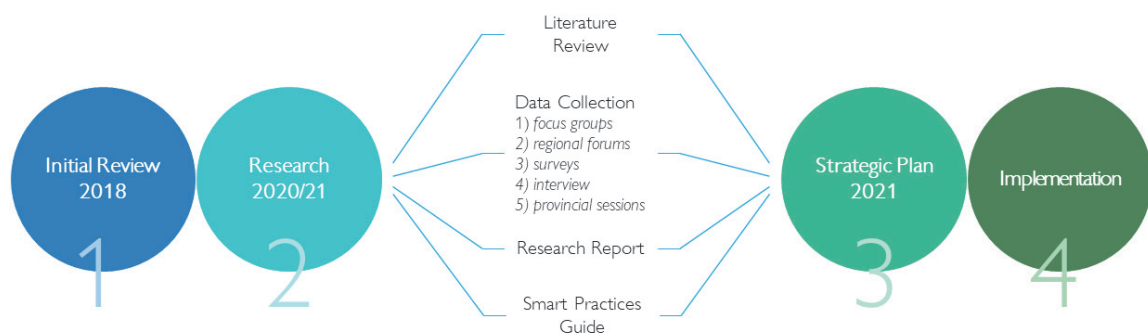 Initial Review
2018
1
Research
2020/21
2
Literature
Review
Data Collection
1) focus groups
2) regional forums
3) surveys
4) interview
5) provincial sessions
Research Report
Smart Practices
Guide
Strategic Plan
2021
3
Implementation
4